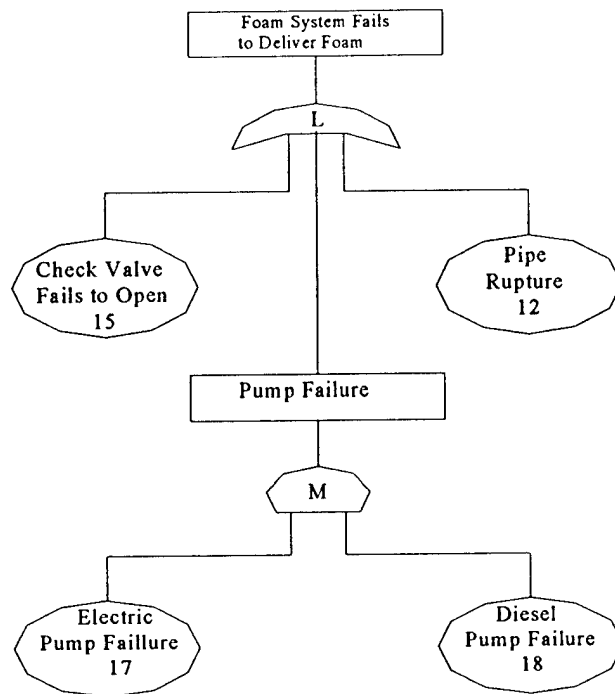 Foam System Fails
to Deliver Foam
L
Check Valve
Fails to Open
15
Pipe
Rupture
12
Pump Failure
M
Electric
Pump Faillure
17
Diesel
Pump Failure
18